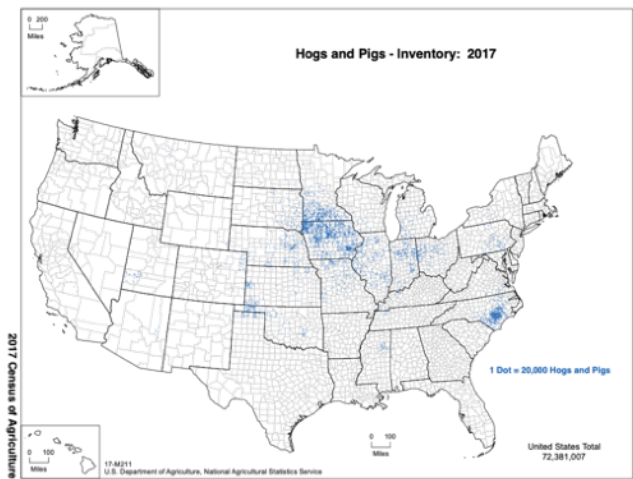 0 200
Miles
Hogs and Pigs - Inventory: 2017
1 Dot = 20,000 Hogs and Pigs
2017 Census of Agriculture
0 100
Miles
0 100
Miles
17-M211
U.S. Department of Agriculture, National Agricultural Statistics Service
United States Total
72,381,007